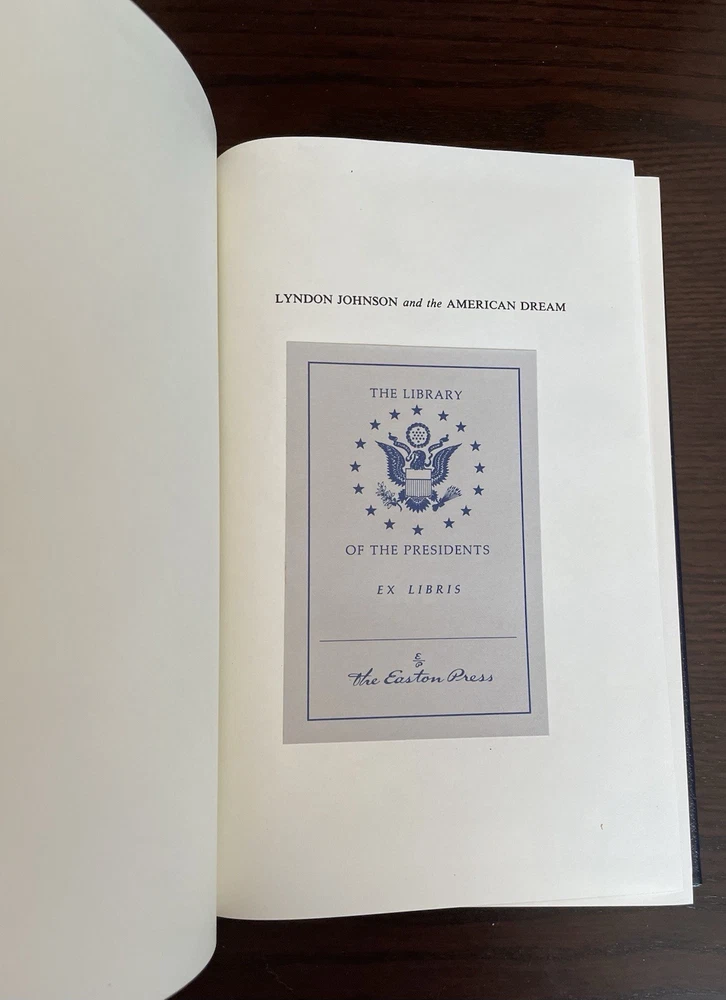 LYNDON JOHNSON and the AMERICAN DREAM
THE LIBRARY
OF THE PRESIDENTS
EX LIBRIS
E/P
The Easton Press